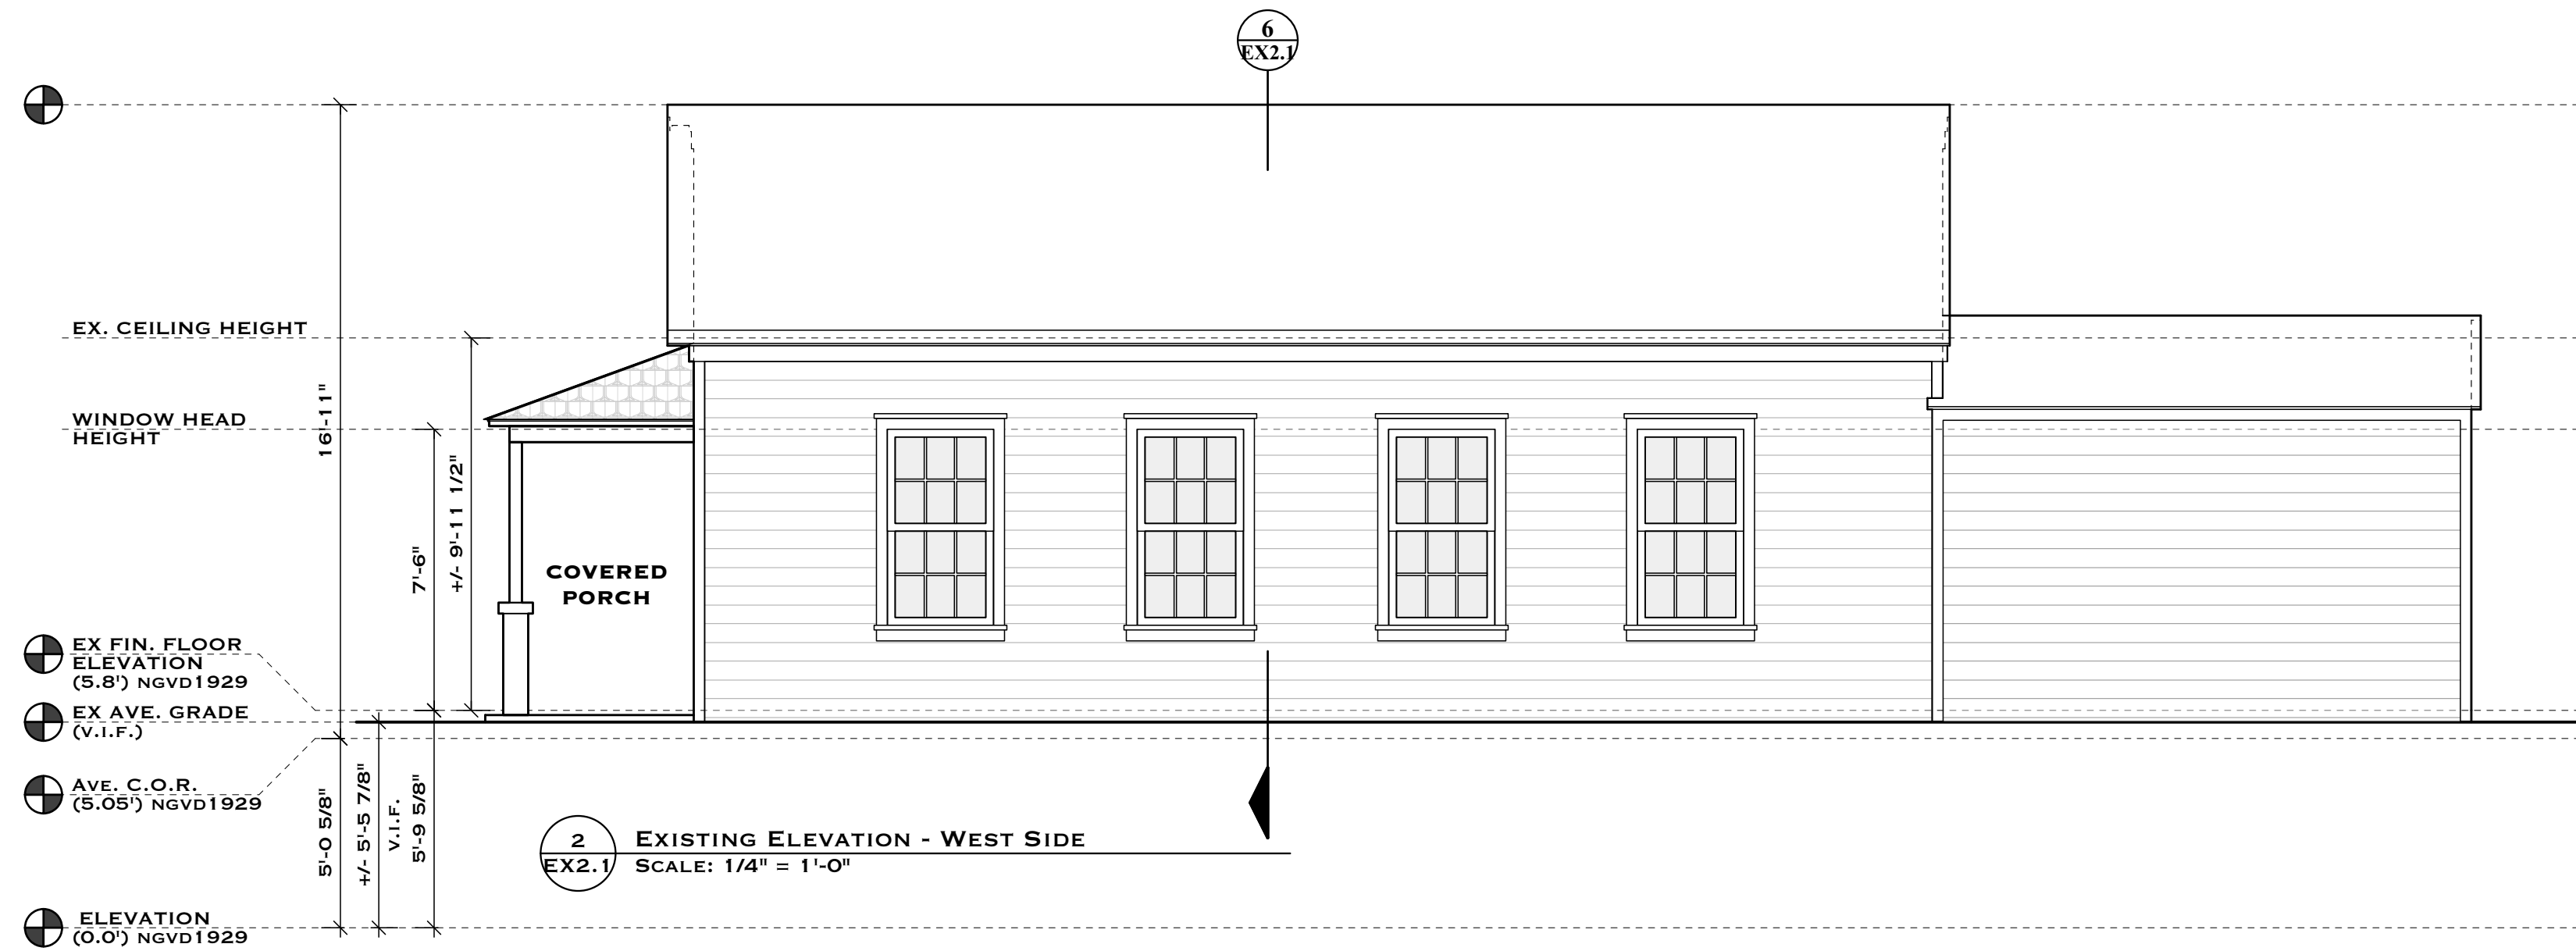 6
EX2.1
EX. CEILING HEIGHT
WINDOW HEAD
HEIGHT
16'-11"
7'-6"
+/- 9'-11 1/2"
COVERED
PORCH
EX FIN. FLOOR
ELEVATION
(5.8') NGVD1929
EX AVE. GRADE
(V.I.F.)
AVE. C.O.R.
(5.05') NGVD1929
5'-0 5/8"
+/- 5'-5 7/8"
V.I.F.
5'-9 5/8"
2
EX2.1
EXISTING ELEVATION - WEST SIDE
SCALE: 1/4" = 1'-0"
ELEVATION
(0.0') NGVD1929